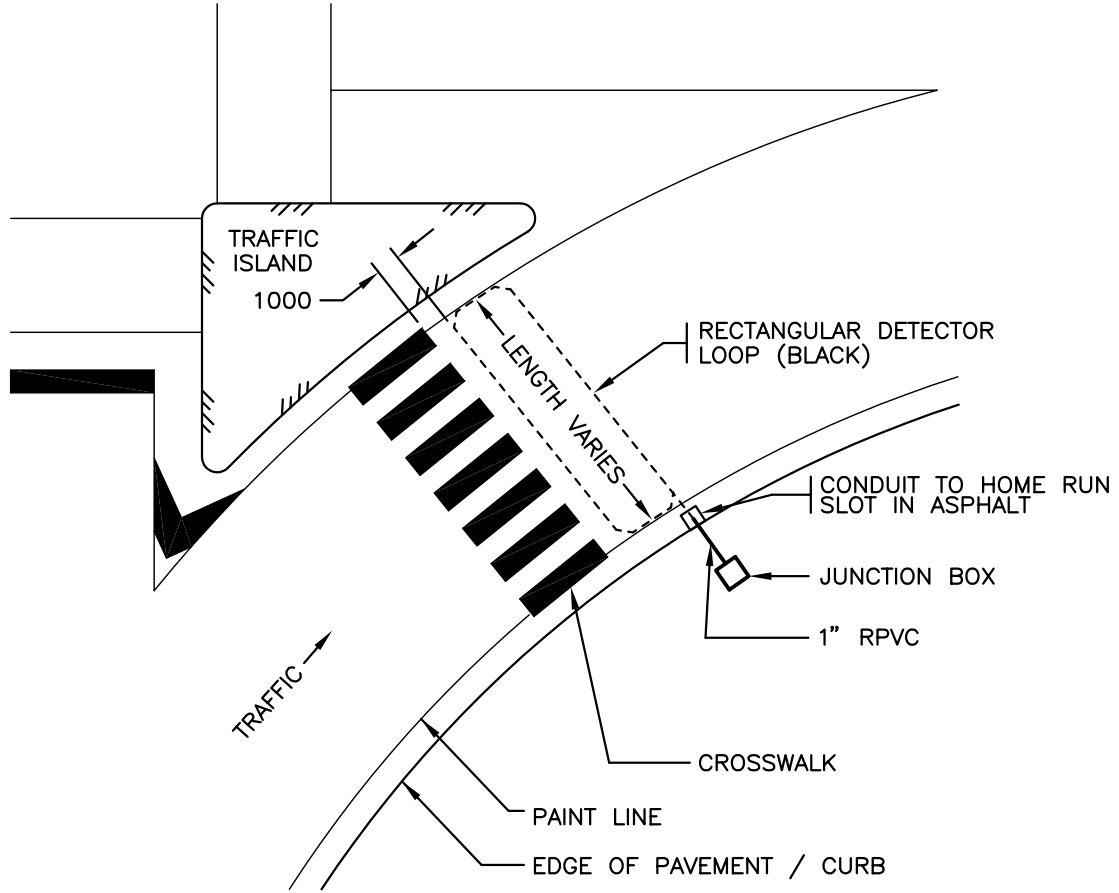 TRAFFIC
ISLAND
1000
RECTANGULAR DETECTOR
LOOP (BLACK)
LENGTH VARIES
CONDUIT TO HOME RUN
SLOT IN ASPHALT
JUNCTION BOX
1" RPVC
TRAFFIC
CROSSWALK
PAINT LINE
EDGE OF PAVEMENT / CURB